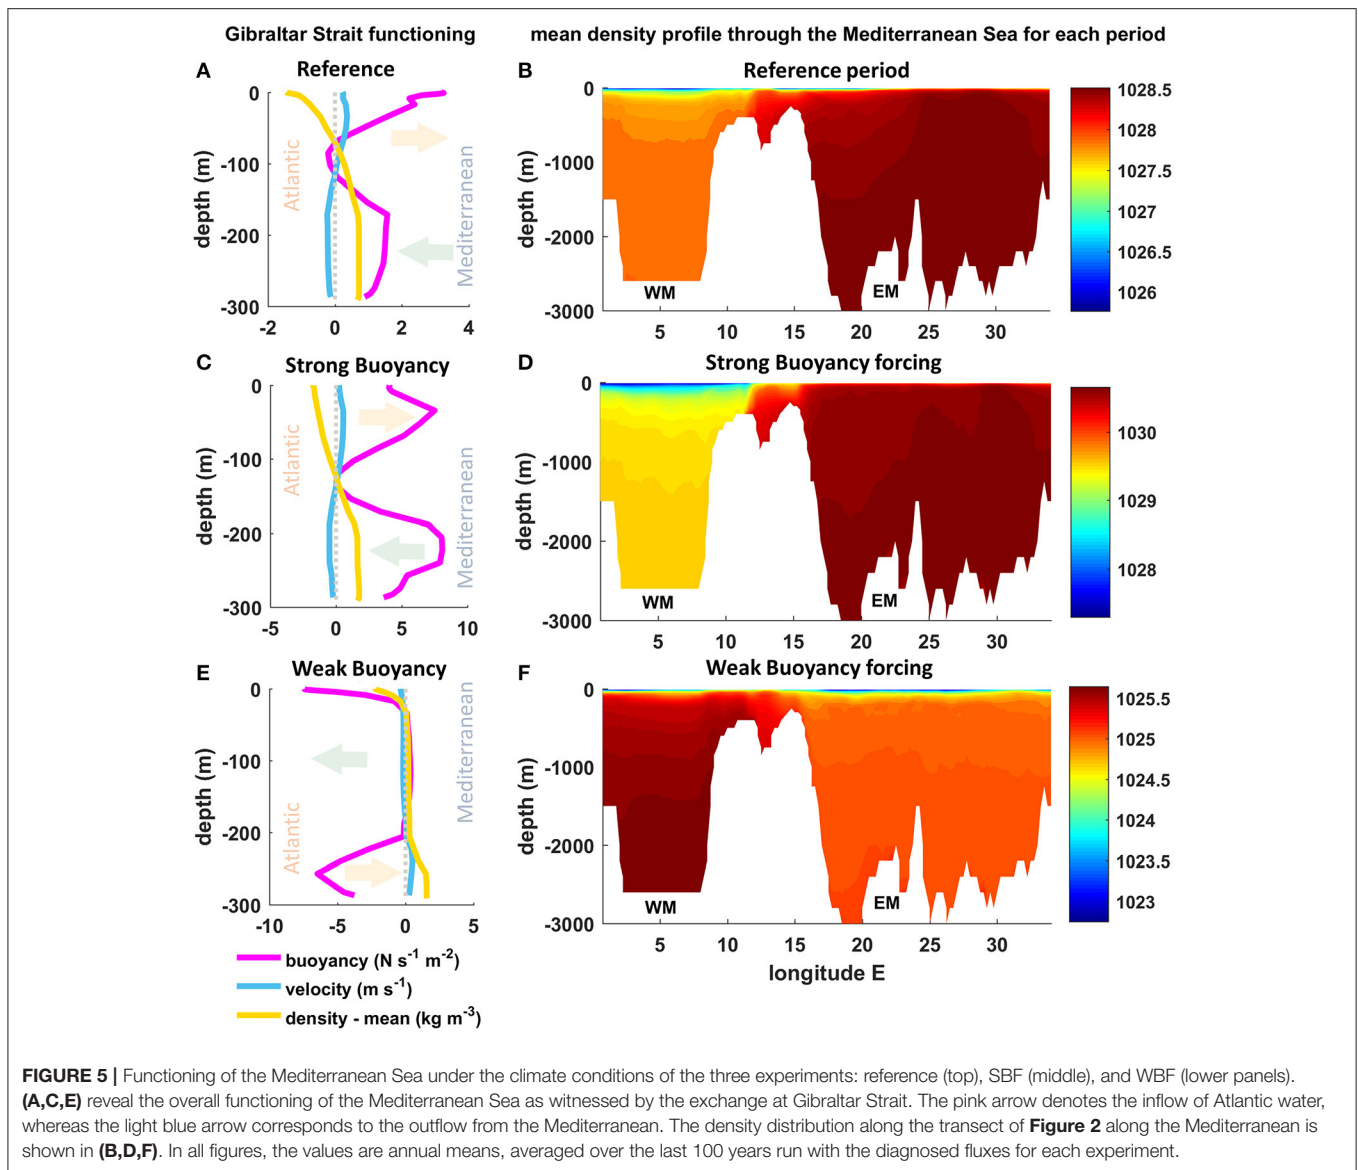 Gibraltar Strait functioning
mean density profile through the Mediterranean Sea for each period
A
Reference
depth (m)
0
-100
-200
-300
-2
0
2
4
Atlantic
Mediterranean
B
Reference period
depth (m)
0
-1000
-2000
-3000
5
10
15
20
25
30
WM
EM
1028.5
1028
1027.5
1027
1026.5
1026
C
Strong Buoyancy
depth (m)
0
-100
-200
-300
-5
0
5
10
Atlantic
Mediterranean
D
Strong Buoyancy forcing
depth (m)
0
-1000
-2000
-3000
5
10
15
20
25
30
WM
EM
1030
1029
1028
E
Weak Buoyancy
depth (m)
0
-100
-200
-300
-10
-5
0
5
Atlantic
Mediterranean
buoyancy (N s⁻¹ m⁻²)
velocity (m s⁻¹)
density - mean (kg m⁻³)
F
Weak Buoyancy forcing
depth (m)
0
-1000
-2000
-3000
5
10
15
20
25
30
WM
EM
longitude E
1025.5
1025
1024.5
1024
1023.5
1023
FIGURE 5 | Functioning of the Mediterranean Sea under the climate conditions of the three experiments: reference (top), SBF (middle), and WBF (lower panels).
(A,C,E) reveal the overall functioning of the Mediterranean Sea as witnessed by the exchange at Gibraltar Strait. The pink arrow denotes the inflow of Atlantic water,
whereas the light blue arrow corresponds to the outflow from the Mediterranean. The density distribution along the transect of Figure 2 along the Mediterranean is
shown in (B,D,F). In all figures, the values are annual means, averaged over the last 100 years run with the diagnosed fluxes for each experiment.